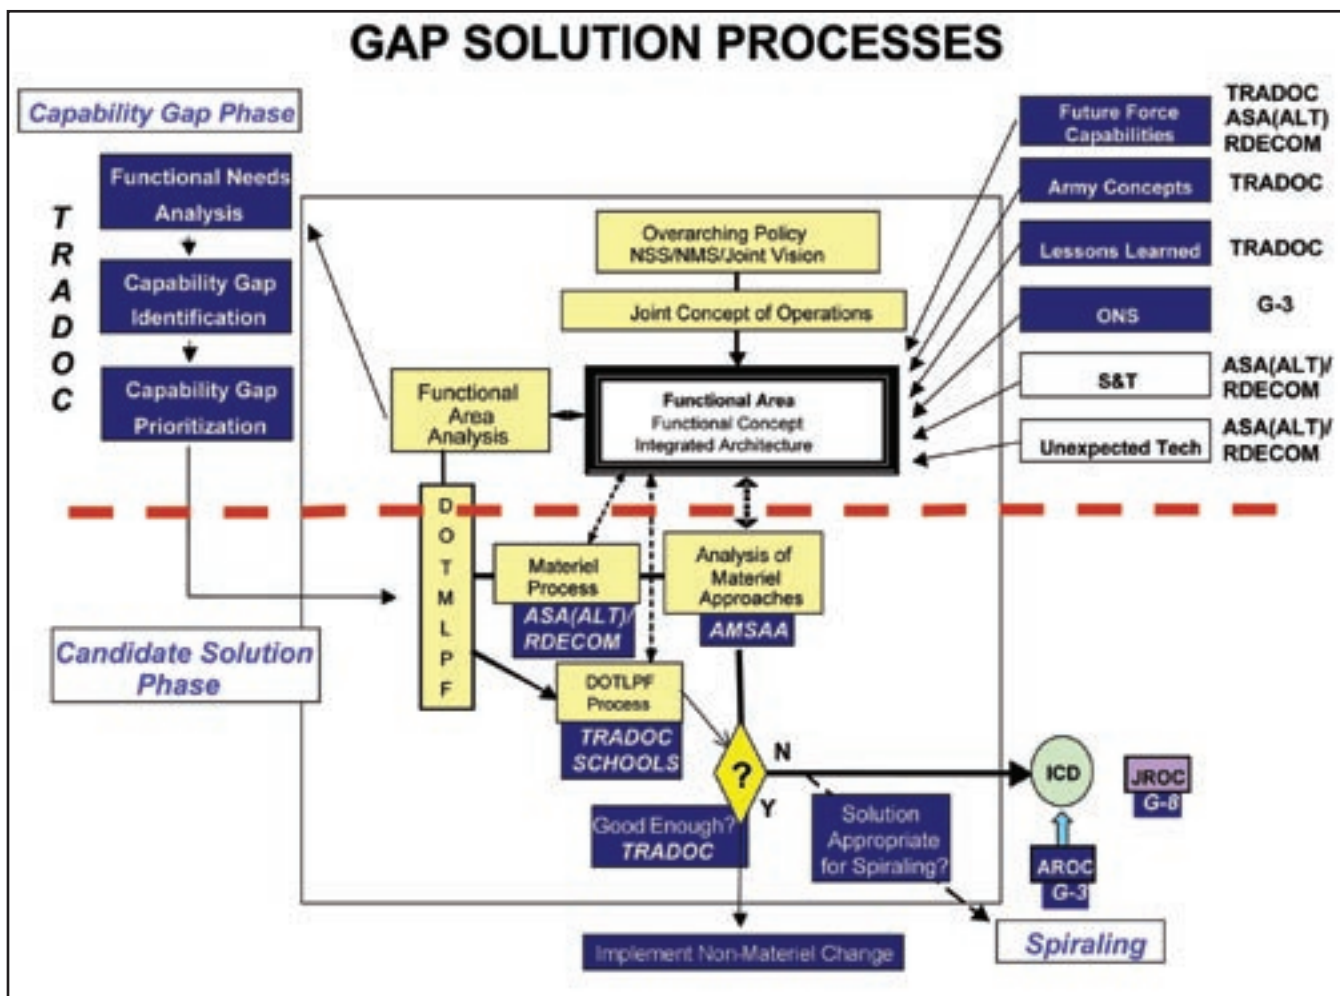 GAP SOLUTION PROCESSES
Capability Gap Phase
TRADOC
Functional Needs
Analysis
Capability Gap
Identification
Capability Gap
Prioritization
Overarching Policy
NSS/NMS/Joint Vision
Joint Concept of Operations
Functional Area
Functional Concept
Integrated Architecture
Functional
Area
Analysis
Future Force
Capabilities
TRADOC
ASA(ALT)
RDECOM
Army Concepts
TRADOC
Lessons Learned
TRADOC
ONS
G-3
S&T
ASA(ALT)/
RDECOM
Unexpected Tech
ASA(ALT)/
RDECOM
DOTMLPF
Materiel
Process
ASA(ALT)/
RDECOM
Analysis of
Materiel
Approaches
AMSAA
Candidate Solution
Phase
DOTLPF
Process
TRADOC
SCHOOLS
?
N
Y
Good Enough?
TRADOC
Solution
Appropriate
for Spiraling?
ICD
JROC
G-8
AROC
G-3
Implement Non-Materiel Change
Spiraling